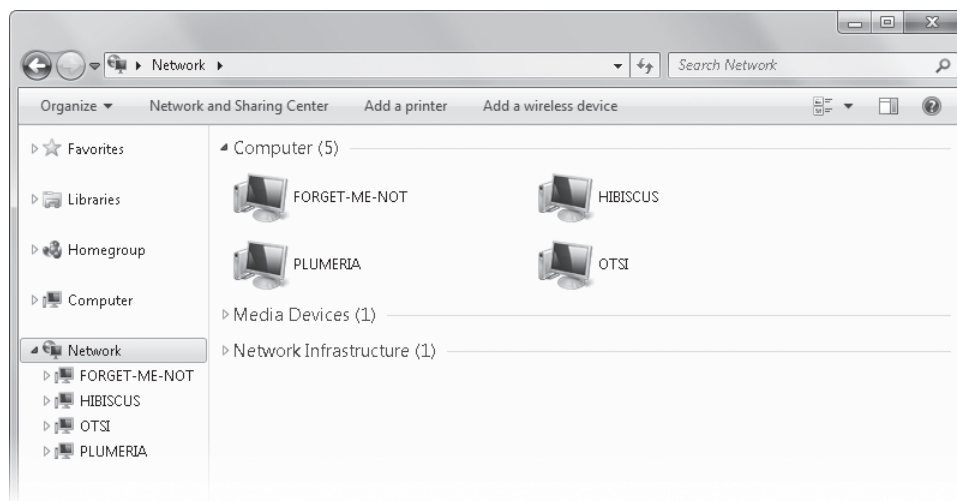 Network
Search Network
Organize Network and Sharing Center Add a printer Add a wireless device
Favorites
Libraries
Homegroup
Computer
Network
FORGET-ME-NOT
HIBISCUS
OTSI
PLUMERIA
Computer (5)
FORGET-ME-NOT HIBISCUS
PLUMERIA OTSI
Media Devices (1)
Network Infrastructure (1)